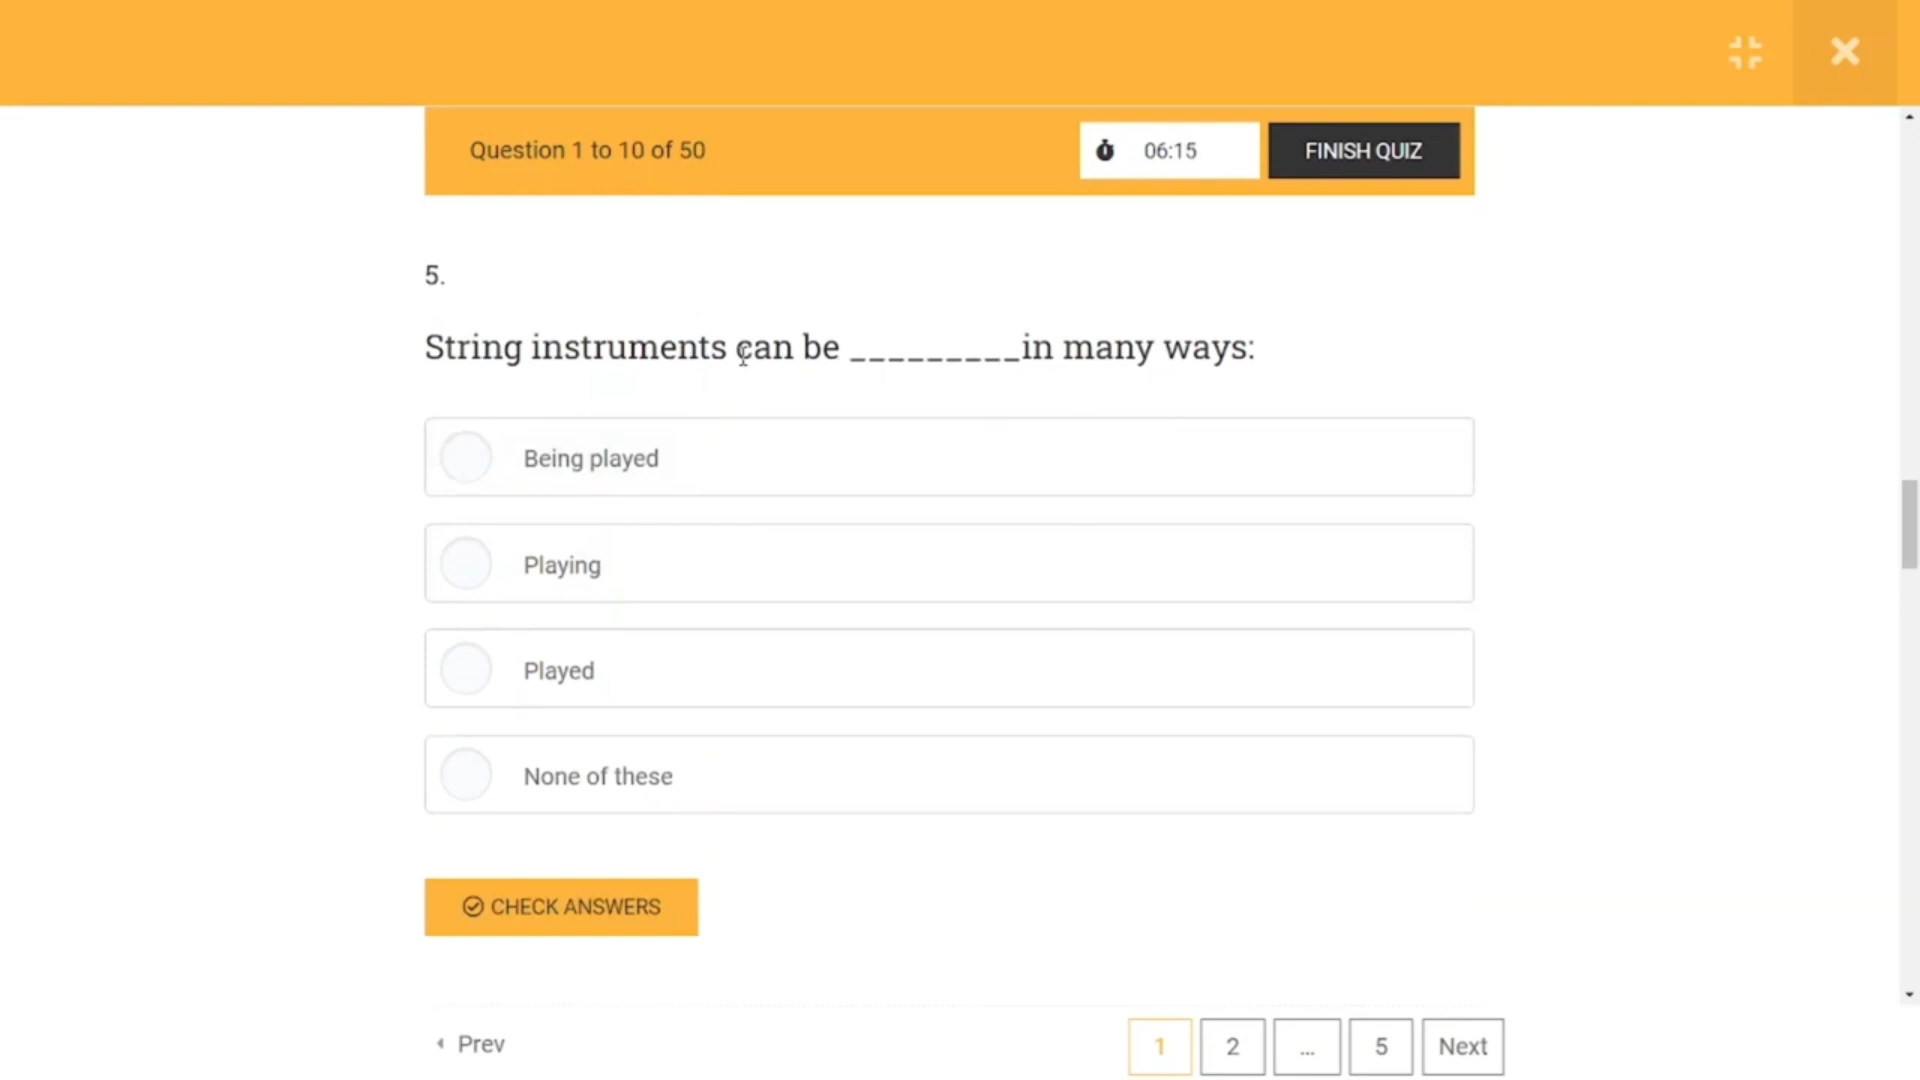 Question 1 to 10 of 50
06:15
FINISH QUIZ
5.
String instruments can be _________in many ways:
Being played
Playing
Played
None of these
CHECK ANSWERS
Prev
1
2
...
5
Next